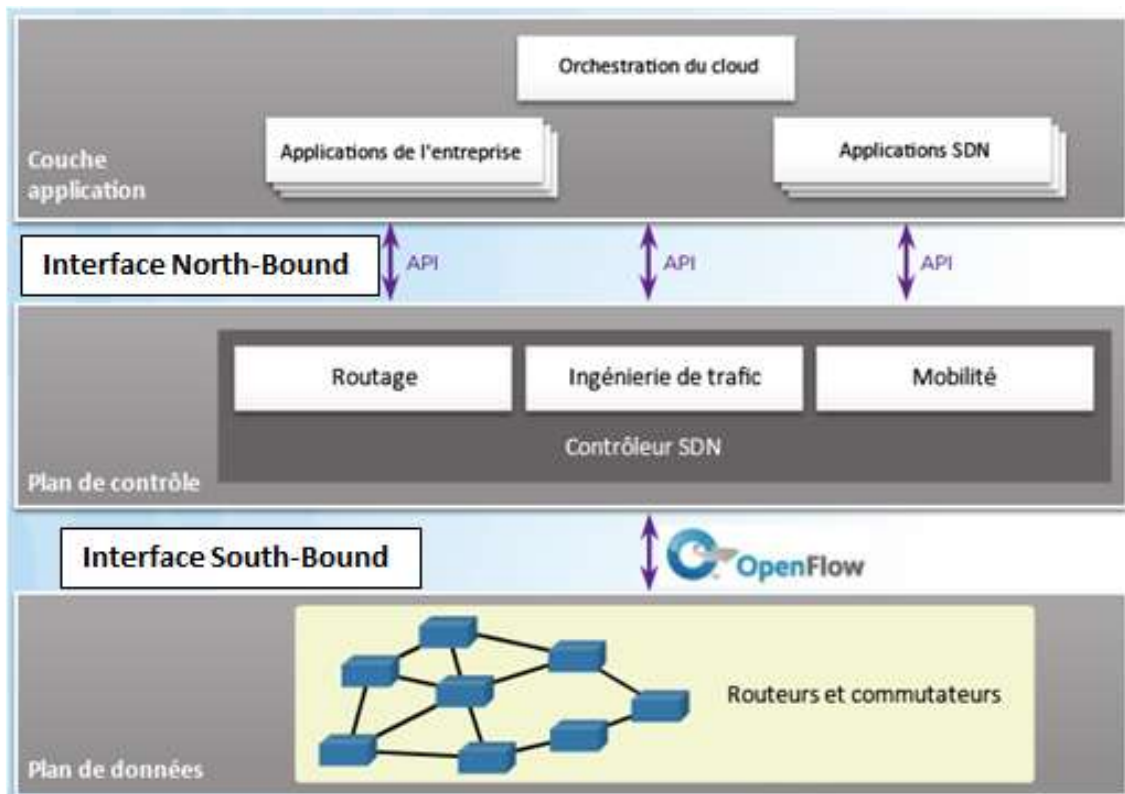 Orchestration du cloud
Applications de l'entreprise
Applications SDN
Couche
application
Interface North-Bound
API
API
API
Routage
Ingénierie de trafic
Mobilité
Contrôleur SDN
Plan de contrôle
Interface South-Bound
OpenFlow
Routeurs et commutateurs
Plan de données